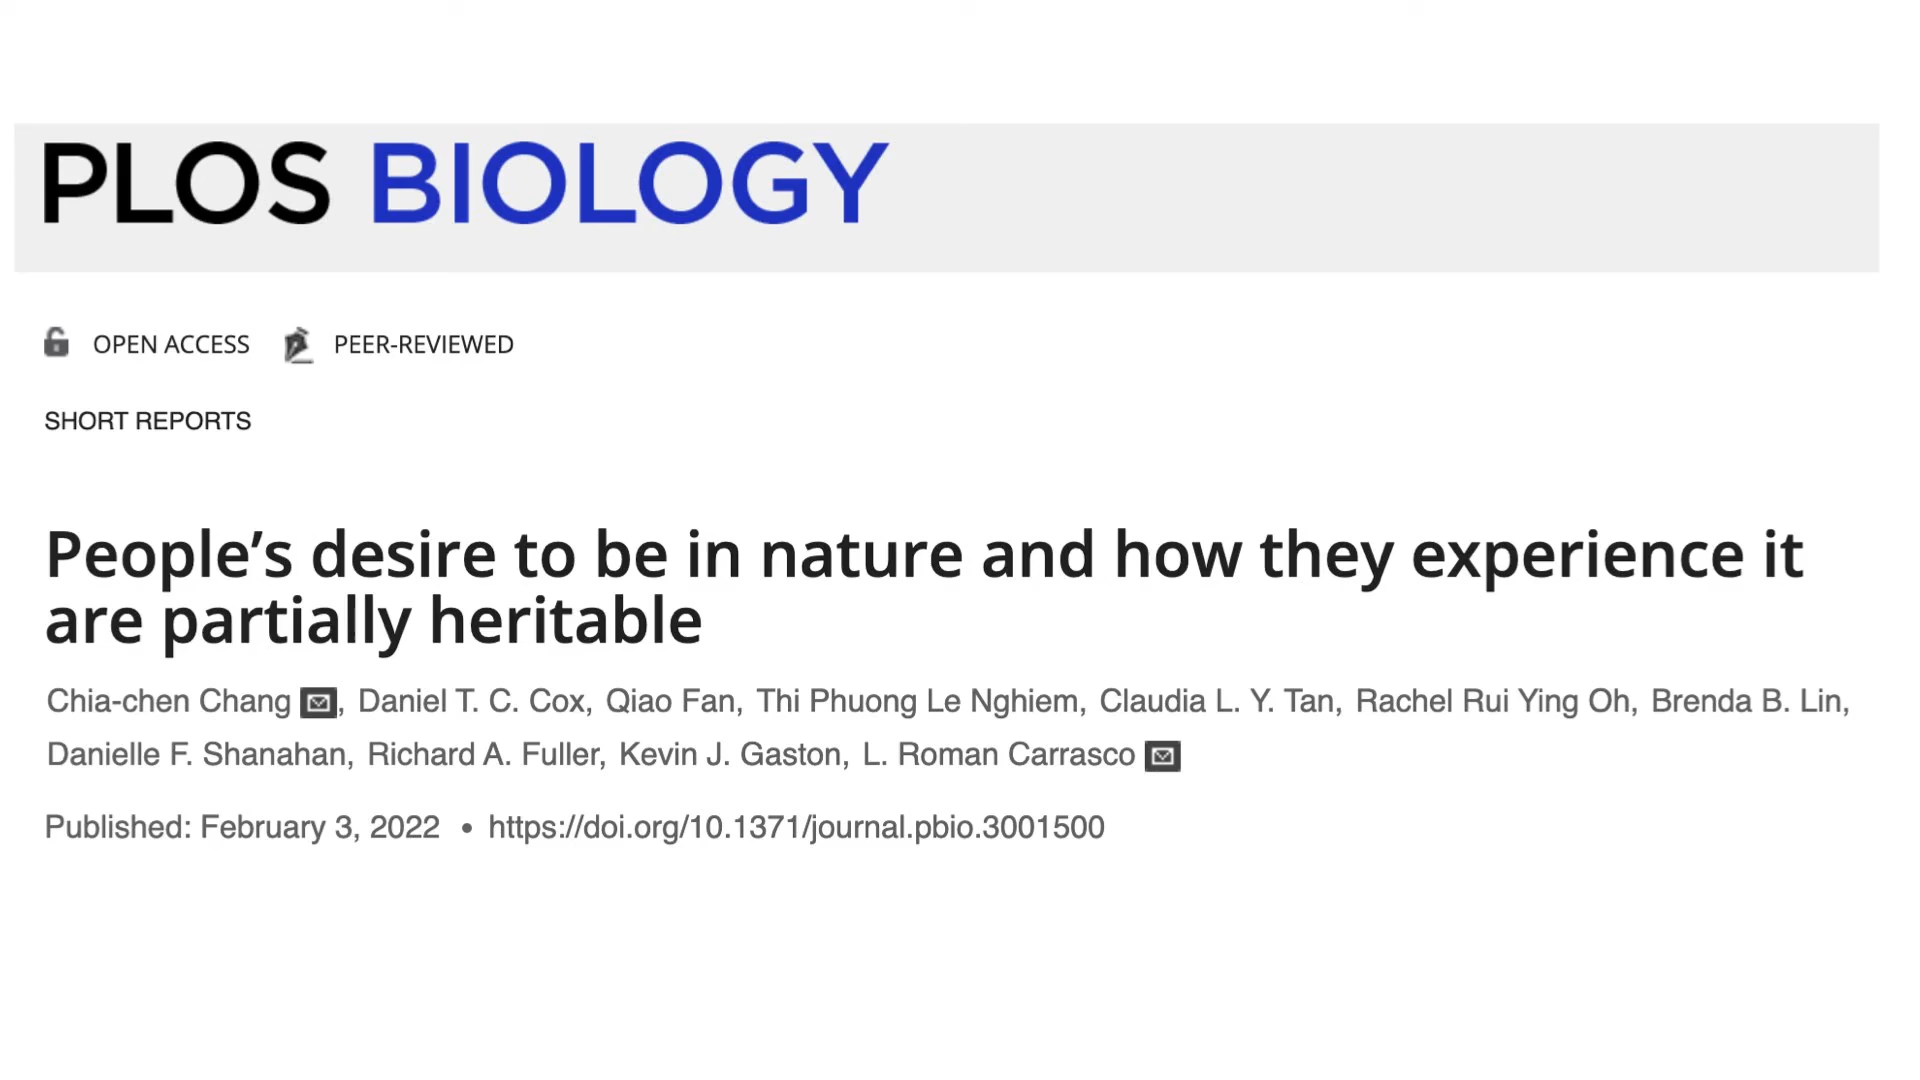 PLOS BIOLOGY
OPEN ACCESS PEER-REVIEWED
SHORT REPORTS
People’s desire to be in nature and how they experience it
are partially heritable
Chia-chen Chang, Daniel T. C. Cox, Qiao Fan, Thi Phuong Le Nghiem, Claudia L. Y. Tan, Rachel Rui Ying Oh, Brenda B. Lin,
Danielle F. Shanahan, Richard A. Fuller, Kevin J. Gaston, L. Roman Carrasco
Published: February 3, 2022 • https://doi.org/10.1371/journal.pbio.3001500